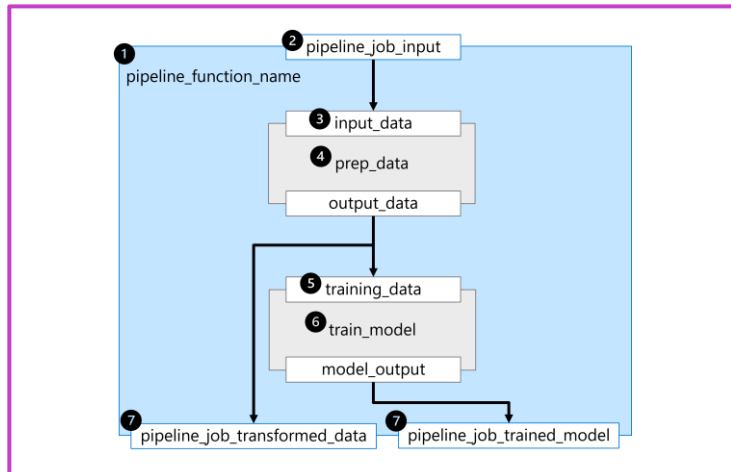 1
2 pipeline_job_input
pipeline_function_name
3 input_data
4 prep_data
output_data
5 training_data
6 train_model
model_output
7 pipeline_job_transformed_data
7 pipeline_job_trained_model